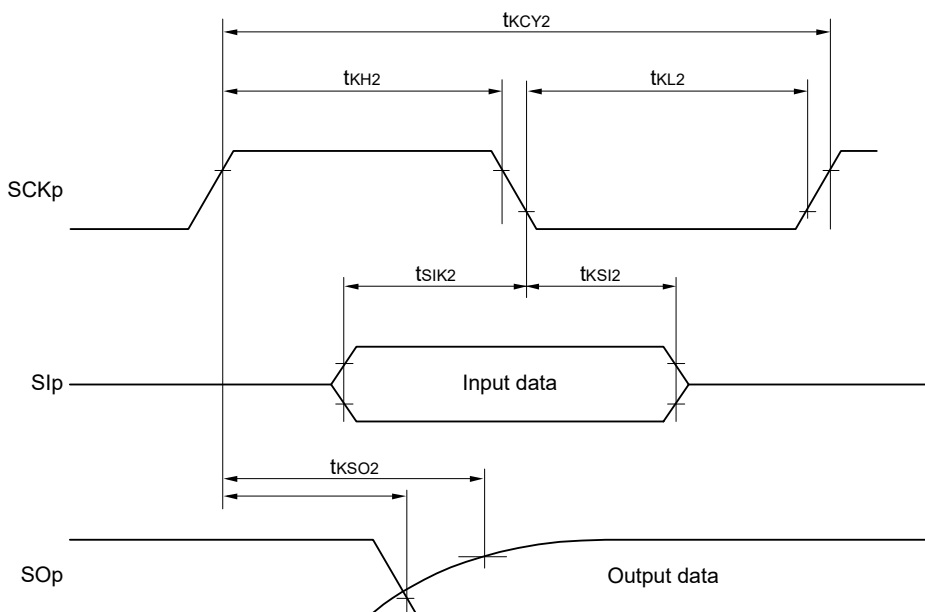 tKCY2
tKH2
tKL2
SCKp
tSIK2
tKSI2
SIp
Input data
tKSO2
SOp
Output data